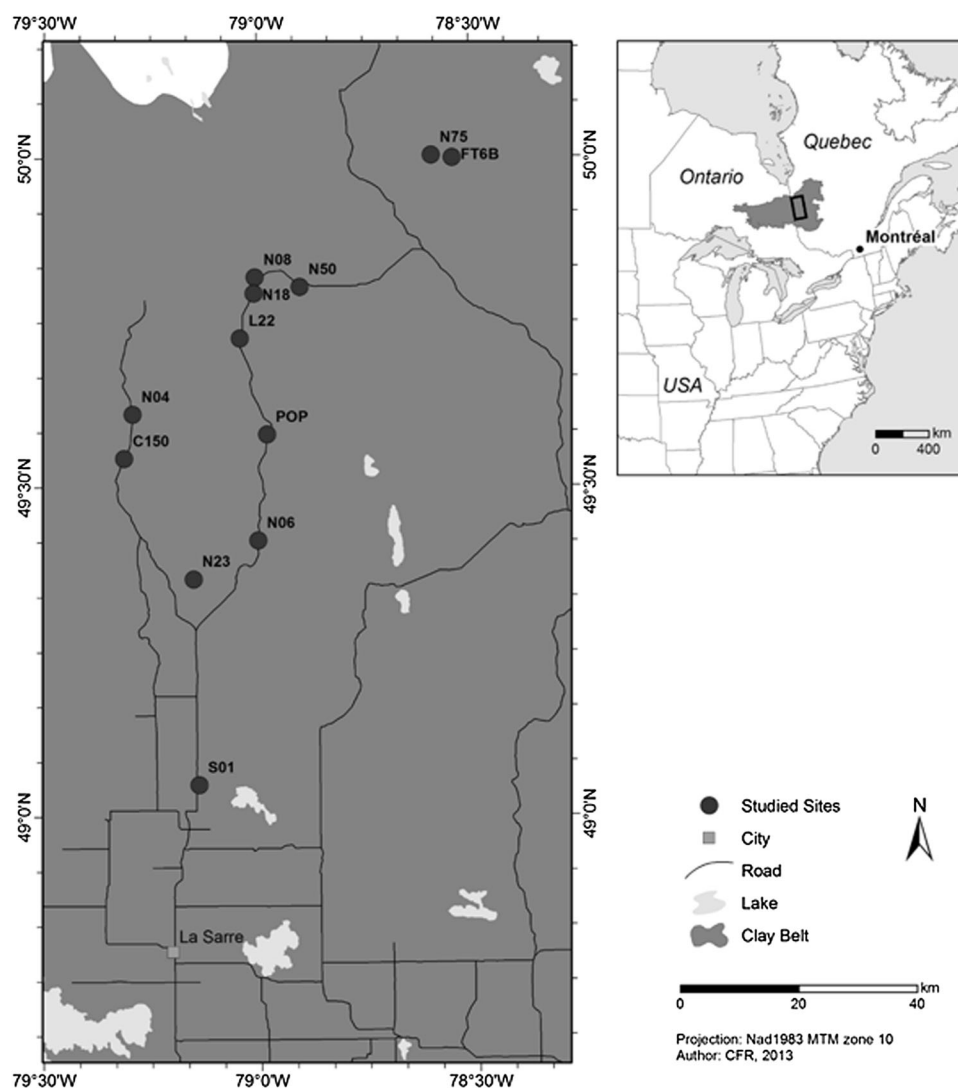 79°30'W
79°0'W
78°30'W
50°0'N
50°0'N
N75
FT6B
N08
N50
N18
L22
N04
POP
C150
49°30'N
49°30'N
N06
N23
S01
49°0'N
49°0'N
La Sarre
79°30'W
79°0'W
78°30'W
Quebec
Ontario
Montréal
USA
km
0 400
Studied Sites
N
City
Road
Lake
Clay Belt
km
0 20 40
Projection: Nad1983 MTM zone 10
Author: CFR, 2013